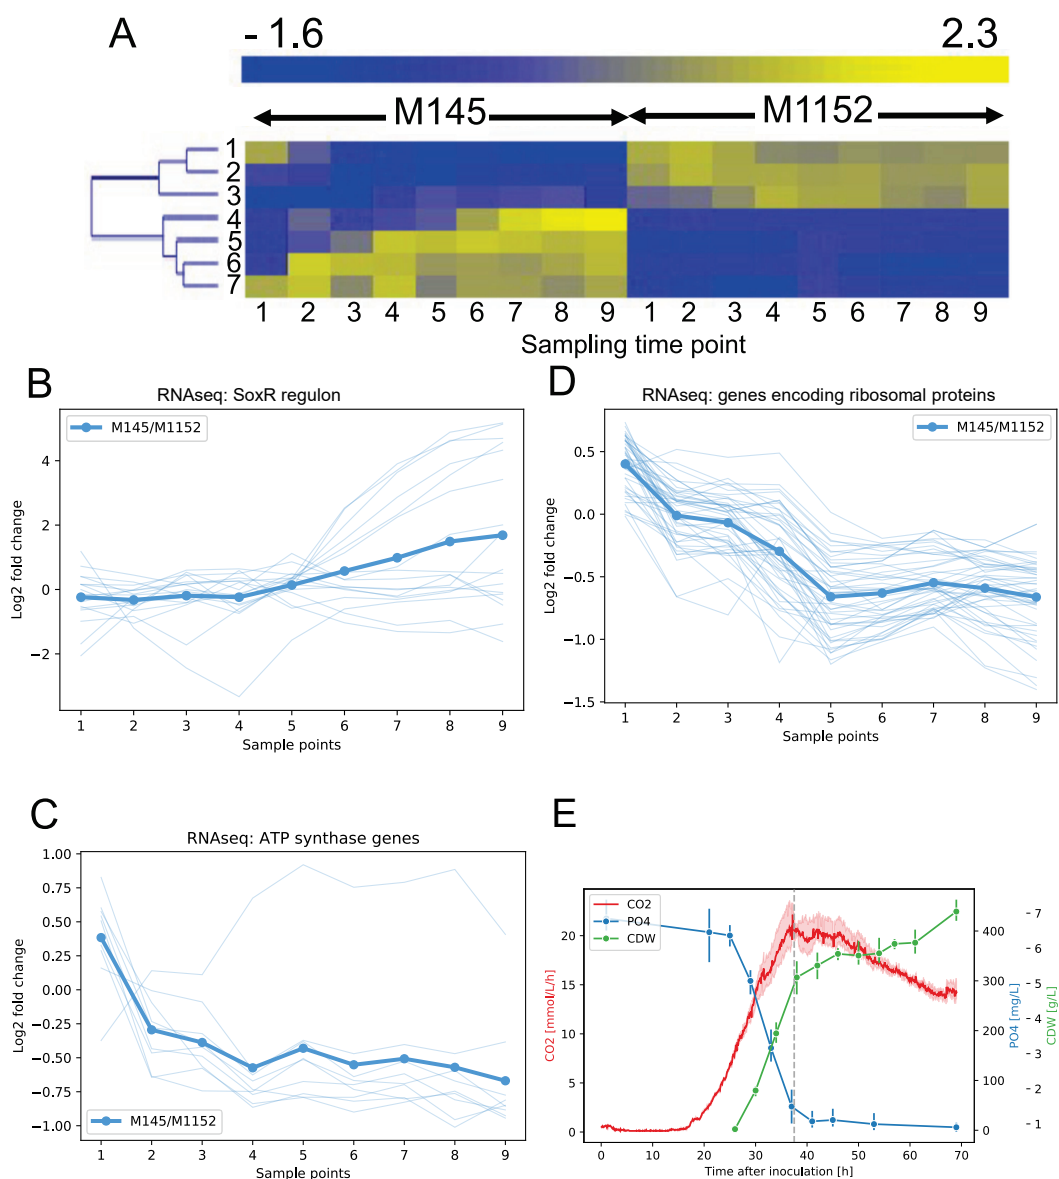 A
- 1.6 2.3
M145 M1152
1
2
3
4
5
6
7
1 2 3 4 5 6 7 8 9 1 2 3 4 5 6 7 8 9
Sampling time point
B
RNAseq: SoxR regulon
M145/M1152
Log2 fold change
4
2
0
−2
1 2 3 4 5 6 7 8 9
Sample points
D
RNAseq: genes encoding ribosomal proteins
M145/M1152
Log2 fold change
0.5
0.0
−0.5
−1.0
−1.5
1 2 3 4 5 6 7 8 9
Sample points
C
RNAseq: ATP synthase genes
Log2 fold change
1.00
0.75
0.50
0.25
0.00
−0.25
−0.50
−0.75
−1.00
M145/M1152
1 2 3 4 5 6 7 8 9
Sample points
E
CO2
PO4
CDW
CO2 [mmol/L/h]
20
15
10
5
0
400
300
200
100
0
PO4 [mg/L]
- 7
- 6
- 5
- 4
- 3
- 2
- 1
CDW [g/L]
0 10 20 30 40 50 60 70
Time after inoculation [h]